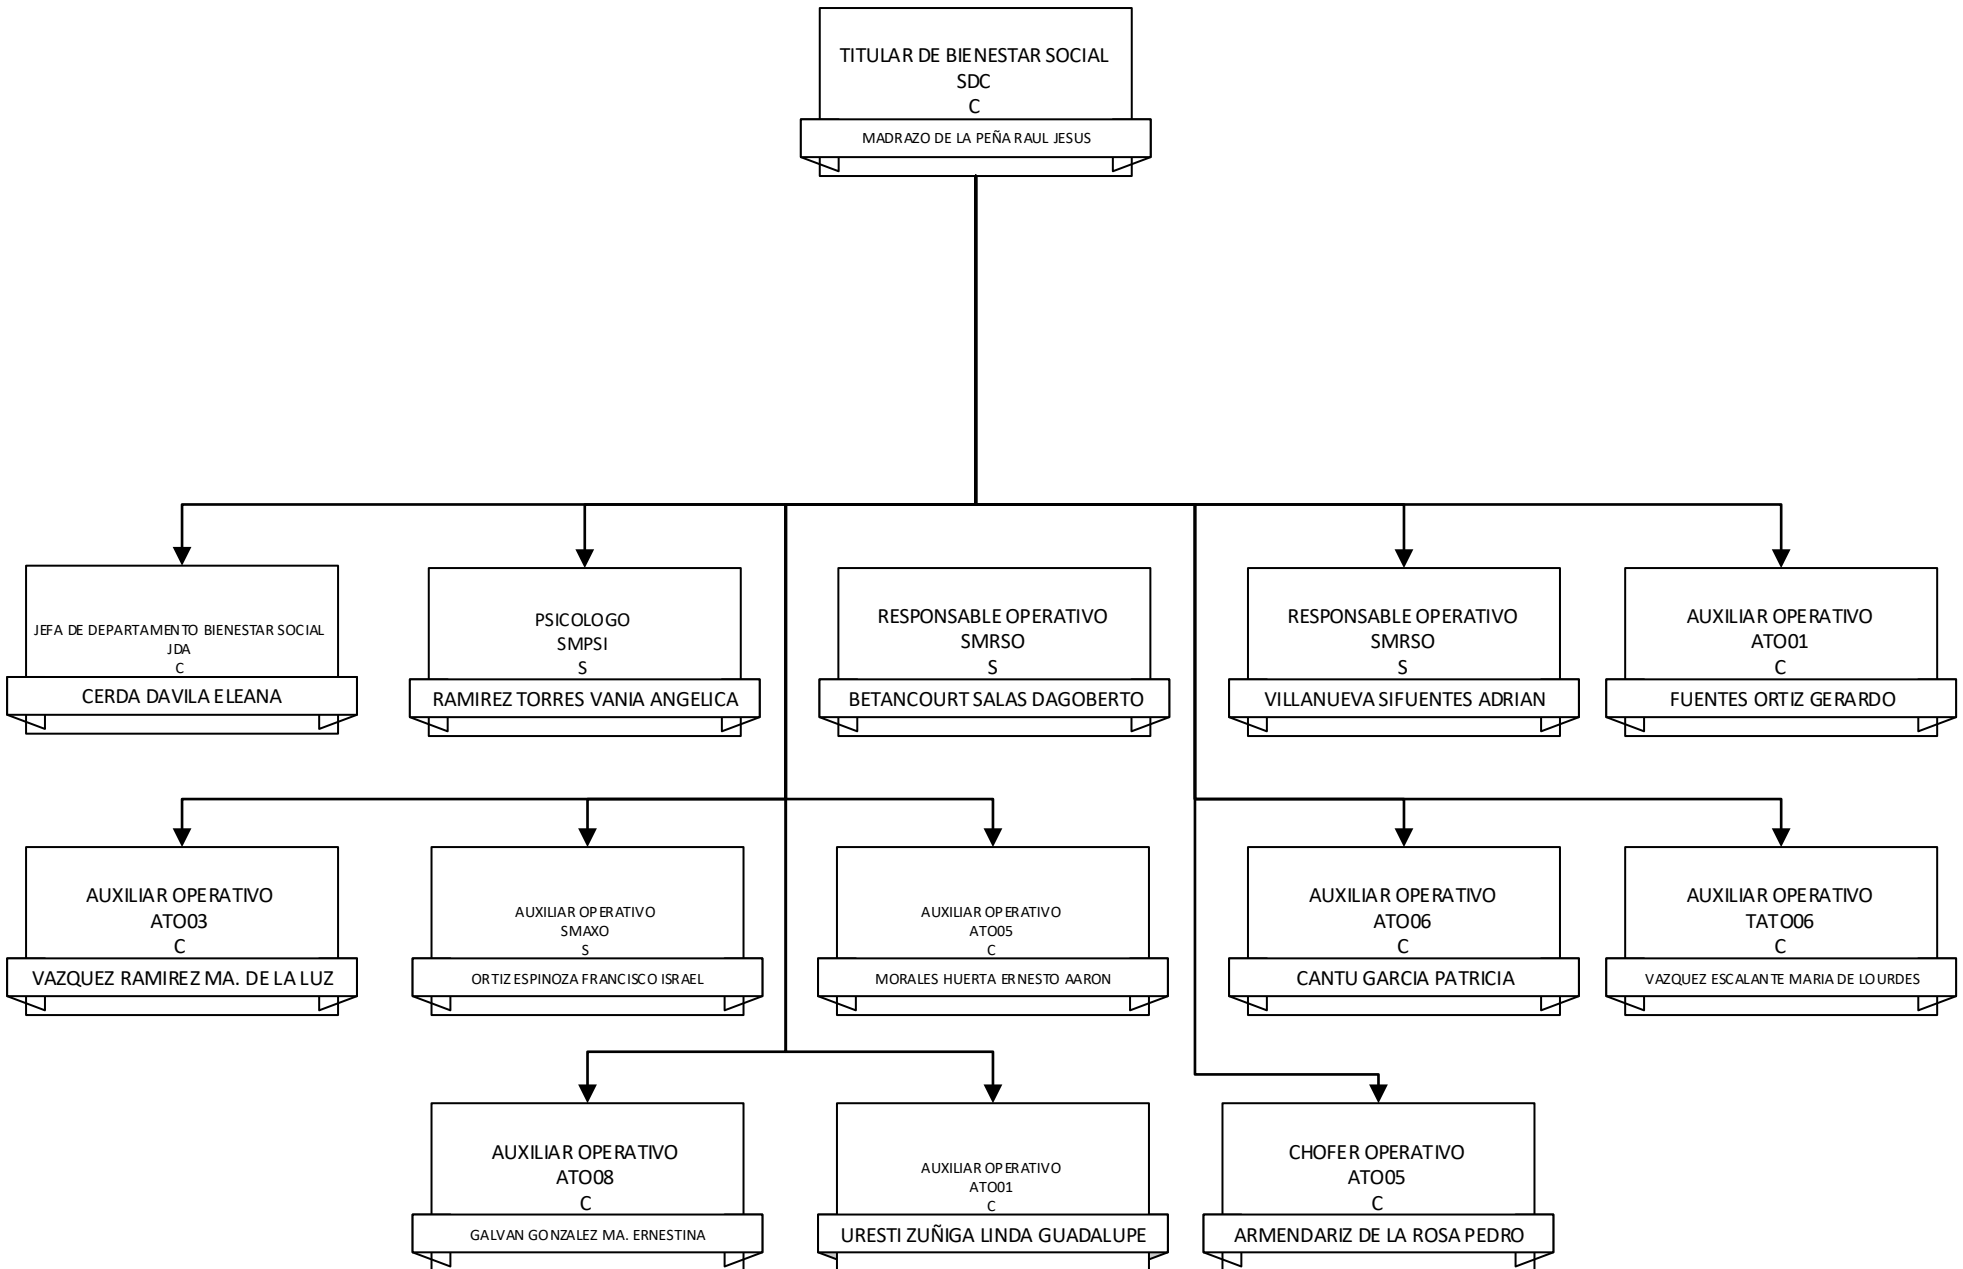 TITULAR DE BIENESTAR SOCIAL
SDC
C
MADRAZO DE LA PEÑA RAUL JESUS
JEFA DE DEPARTAMENTO BIENESTAR SOCIAL
JDA
C
CERDA DAVILA ELEANA
PSICOLOGO
SMPSI
S
RAMIREZ TORRES VANIA ANGELICA
RESPONSABLE OPERATIVO
SMRSO
S
BETANCOURT SALAS DAGOBERTO
RESPONSABLE OPERATIVO
SMRSO
S
VILLANUEVA SIFUENTES ADRIAN
AUXILIAR OPERATIVO
ATO01
C
FUENTES ORTIZ GERARDO
AUXILIAR OPERATIVO
ATO03
C
VAZQUEZ RAMIREZ MA. DE LA LUZ
AUXILIAR OPERATIVO
SMAXO
S
ORTIZ ESPINOZA FRANCISCO ISRAEL
AUXILIAR OPERATIVO
ATO05
C
MORALES HUERTA ERNESTO AARON
AUXILIAR OPERATIVO
ATO06
C
CANTU GARCIA PATRICIA
AUXILIAR OPERATIVO
TATO06
C
VAZQUEZ ESCALANTE MARIA DE LOURDES
AUXILIAR OPERATIVO
ATO08
C
GALVAN GONZALEZ MA. ERNESTINA
AUXILIAR OPERATIVO
ATO01
C
URESTI ZUÑIGA LINDA GUADALUPE
CHOFER OPERATIVO
ATO05
C
ARMENDARIZ DE LA ROSA PEDRO